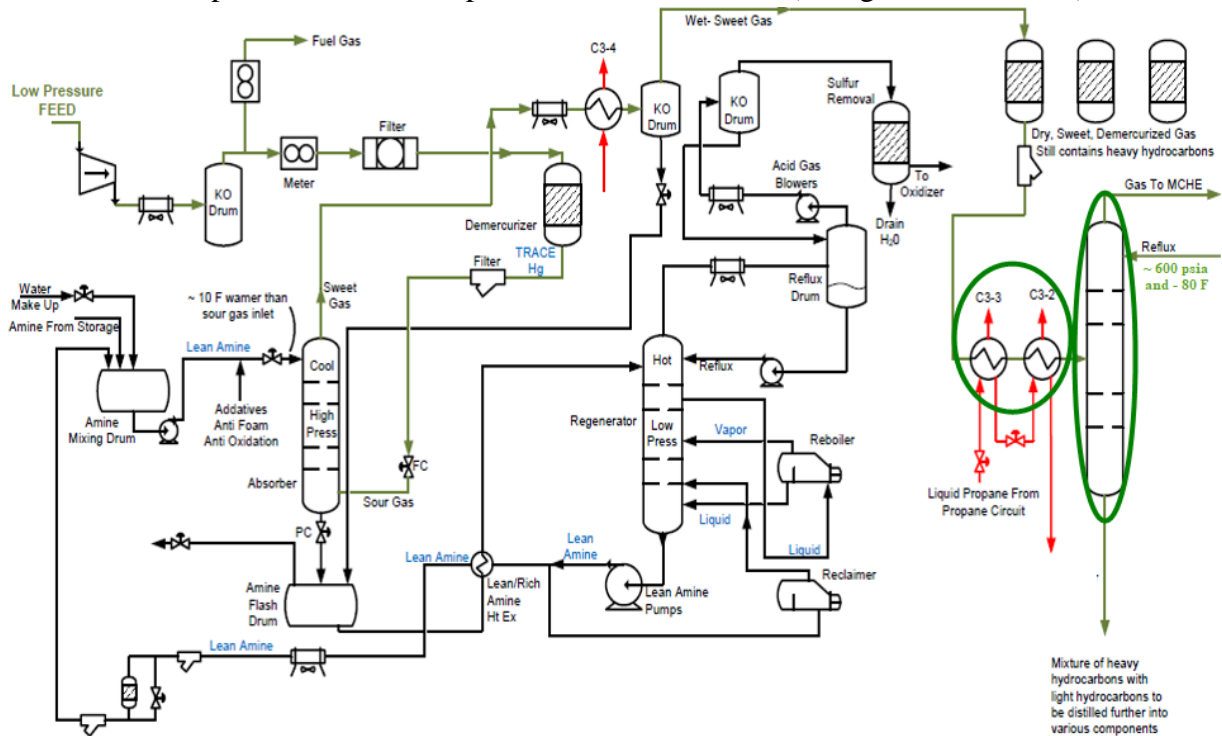 Wet- Sweet Gas
Fuel Gas
C3-4
Low Pressure
FEED
Filter
Meter
KO
Drum
KO
Drum
KO
Drum
Sulfur
Removal
Dry, Sweet, Demercurized Gas
Still contains heavy hydrocarbons
To
Oxidizer
Acid Gas
Blowers
Drain
H20
Gas To MCHE
Demercurizer
TRACE
Hg
Filter
Reflux
Drum
Reflux
~ 600 psia
and - 80 F
Water
Make Up
Amine From Storage
~ 10 F wamer than
sour gas inlet
Sweet
Gas
C3-3
C3-2
Lean Amine
Cool
Hot
Reflux
Amine
Mixing Drum
Addatives
Anti Foam
Anti Oxidation
High
Press
Regenerator
Low
Press
Vapor
Reboiler
Absorber
FC
Sour Gas
Liquid
Liquid Propane From
Propane Circuit
PC
Lean Amine
Lean
Amine
Liquid
Reclaimer
Amine
Flash
Drum
Lean/Rich
Amine
Ht Ex
Lean Amine
Pumps
Lean Amine
Mixture of heavy
hydrocarbons with
light hydrocarbons to
be distilled further into
various components